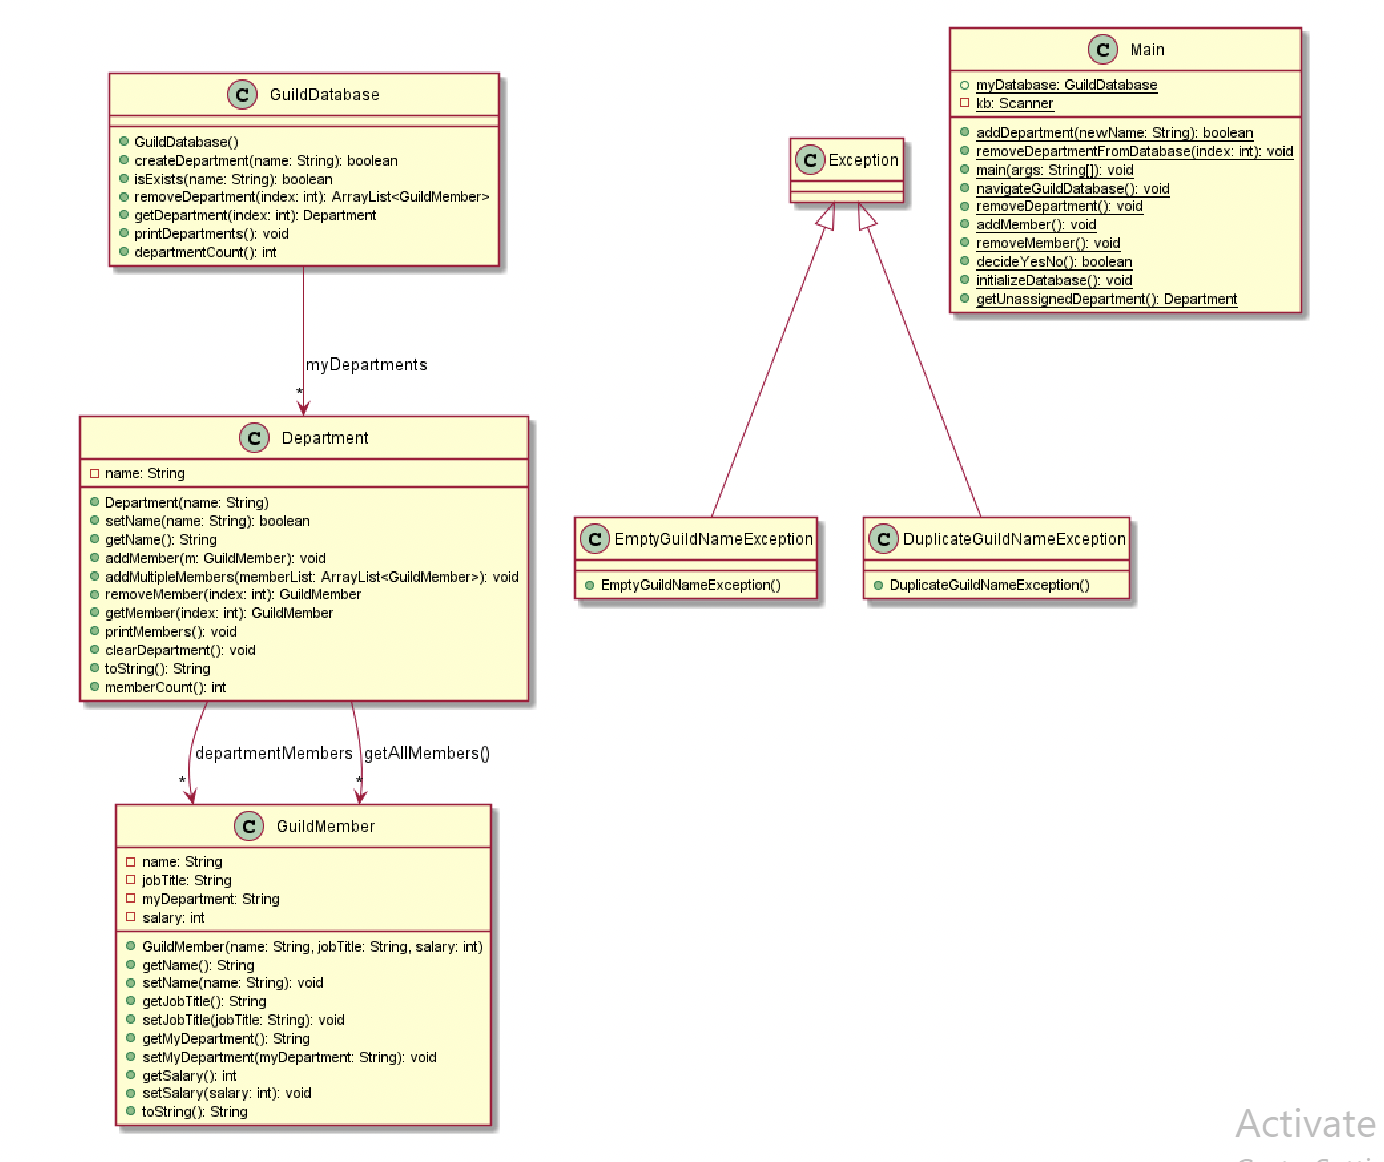 C GuildDatabase
GuildDatabase()
createDepartment(name: String): boolean
isExists(name: String): boolean
removeDepartment(index: int): ArrayList<GuildMember>
getDepartment(index: int): Department
printDepartments(): void
departmentCount(): int
myDepartments
*
C Department
name: String
Department(name: String)
setName(name: String): boolean
getName(): String
addMember(m: GuildMember): void
addMultipleMembers(memberList: ArrayList<GuildMember>): void
removeMember(index: int): GuildMember
getMember(index: int): GuildMember
printMembers(): void
clearDepartment(): void
toString(): String
memberCount(): int
departmentMembers
*
getAllMembers()
*
C GuildMember
name: String
jobTitle: String
myDepartment: String
salary: int
GuildMember(name: String, jobTitle: String, salary: int)
getName(): String
setName(name: String): void
getJobTitle(): String
setJobTitle(jobTitle: String): void
getMyDepartment(): String
setMyDepartment(myDepartment: String): void
getSalary(): int
setSalary(salary: int): void
toString(): String
C Exception
C EmptyGuildNameException
EmptyGuildNameException()
C DuplicateGuildNameException
DuplicateGuildNameException()
C Main
myDatabase: GuildDatabase
kb: Scanner
addDepartment(newName: String): boolean
removeDepartmentFromDatabase(index: int): void
main(args: String[]): void
navigateGuildDatabase(): void
removeDepartment(): void
addMember(): void
removeMember(): void
decideYesNo(): boolean
initializeDatabase(): void
getUnassignedDepartment(): Department
Activate